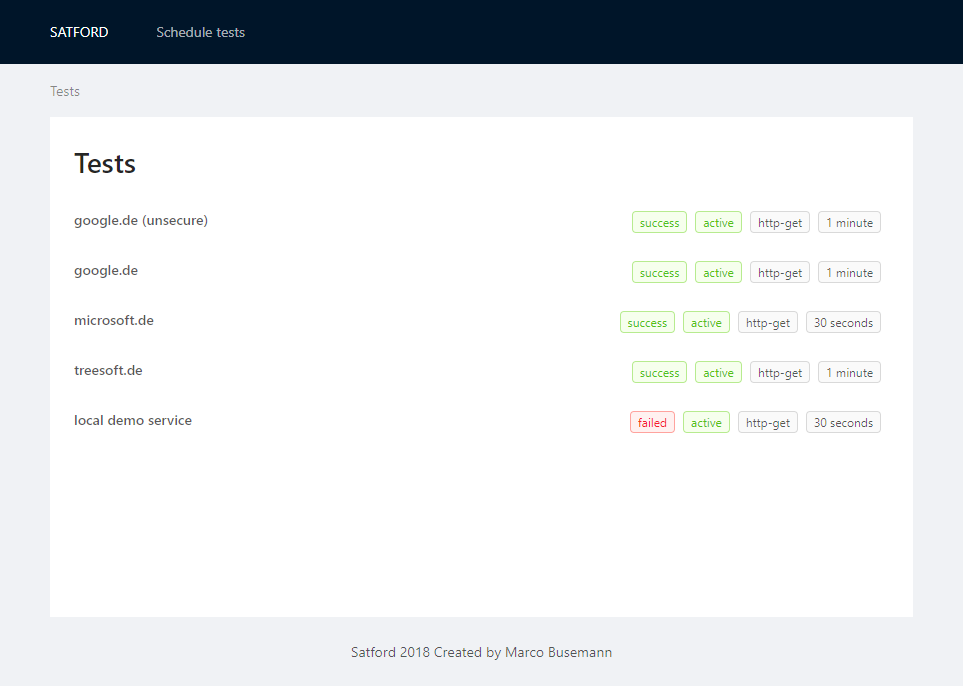 SATFORD Schedule tests
Tests
Tests
google.de (unsecure) success active http-get 1 minute
google.de success active http-get 1 minute
microsoft.de success active http-get 30 seconds
treesoft.de success active http-get 1 minute
local demo service failed active http-get 30 seconds
Satford 2018 Created by Marco Busemann